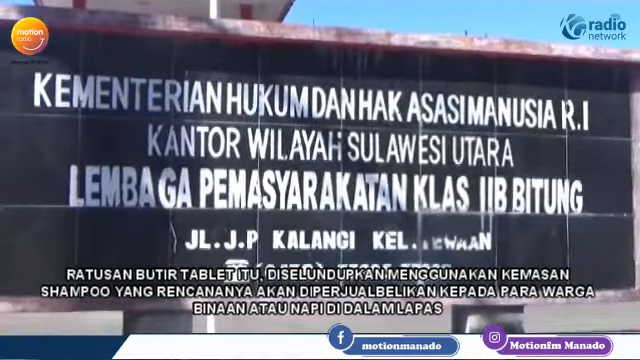 motion
radio
radio
network
KEMENTERIAN HUKUM DAN HAK ASASI MANUSIA R.I
KANTOR WILAYAH SULAWESI UTARA
LEMBAGA PEMASYARAKATAN KLAS IIB BITUNG
JL.J.P KALANGI KEL.
RATUSAN BUTIR TABLET ITU, DISELUNDUPKAN MENGGUNAKAN KEMASAN
SHAMPOO YANG RENCANANYA AKAN DIPERJUALBELIKAN KEPADA PARA WARGA
BINAAN ATAU NAPI DI DALAM LAPAS
motionmanado
Motionfm Manado